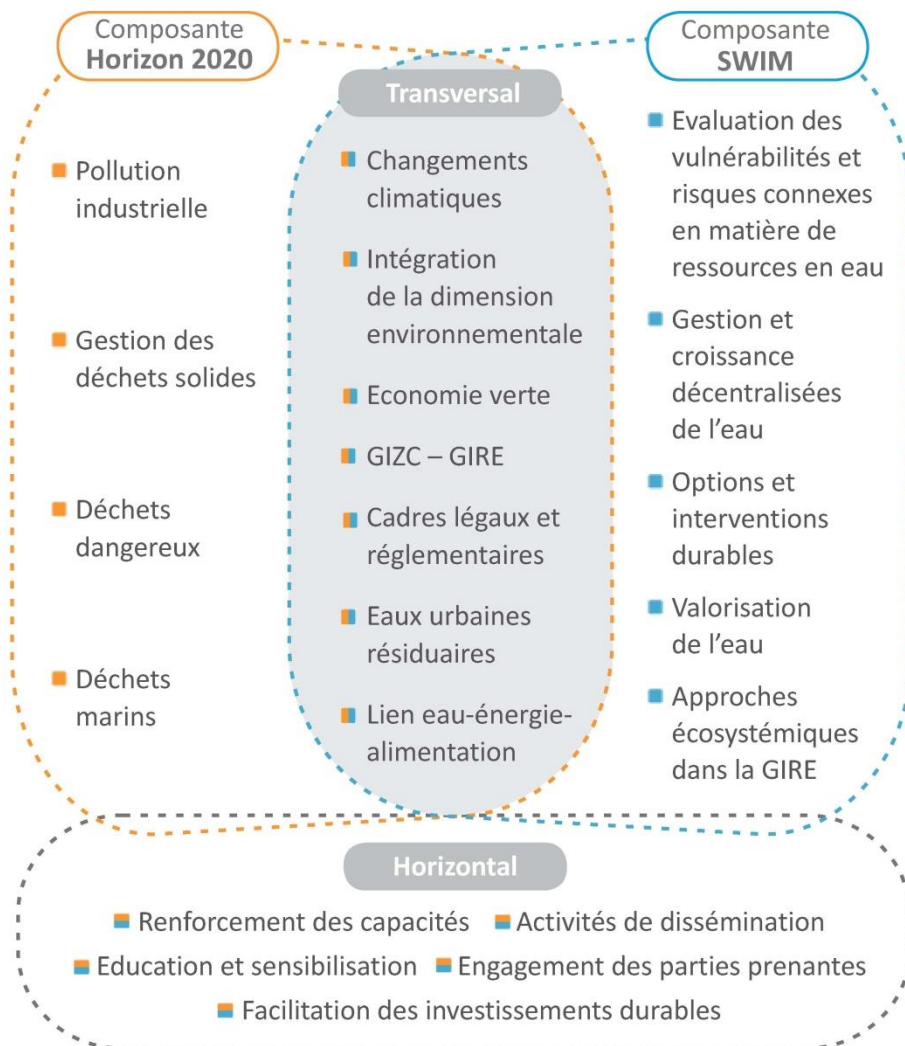 Composante
Horizon 2020
Pollution
industrielle
Gestion des
déchets solides
Déchets
dangereux
Déchets
marins
Transversal
Changements
climatiques
Intégration
de la dimension
environnementale
Economie verte
GIZC – GIRE
Cadres légaux et
réglementaires
Eaux urbaines
résiduaires
Lien eau-énergie-
alimentation
Composante
SWIM
Evaluation des
vulnérabilités et
risques connexes
en matière de
ressources en eau
Gestion et
croissance
décentralisées
de l’eau
Options et
interventions
durables
Valorisation
de l’eau
Approches
écosystémiques
dans la GIRE
Horizontal
Renforcement des capacités Activités de dissémination
Education et sensibilisation Engagement des parties prenantes
Facilitation des investissements durables